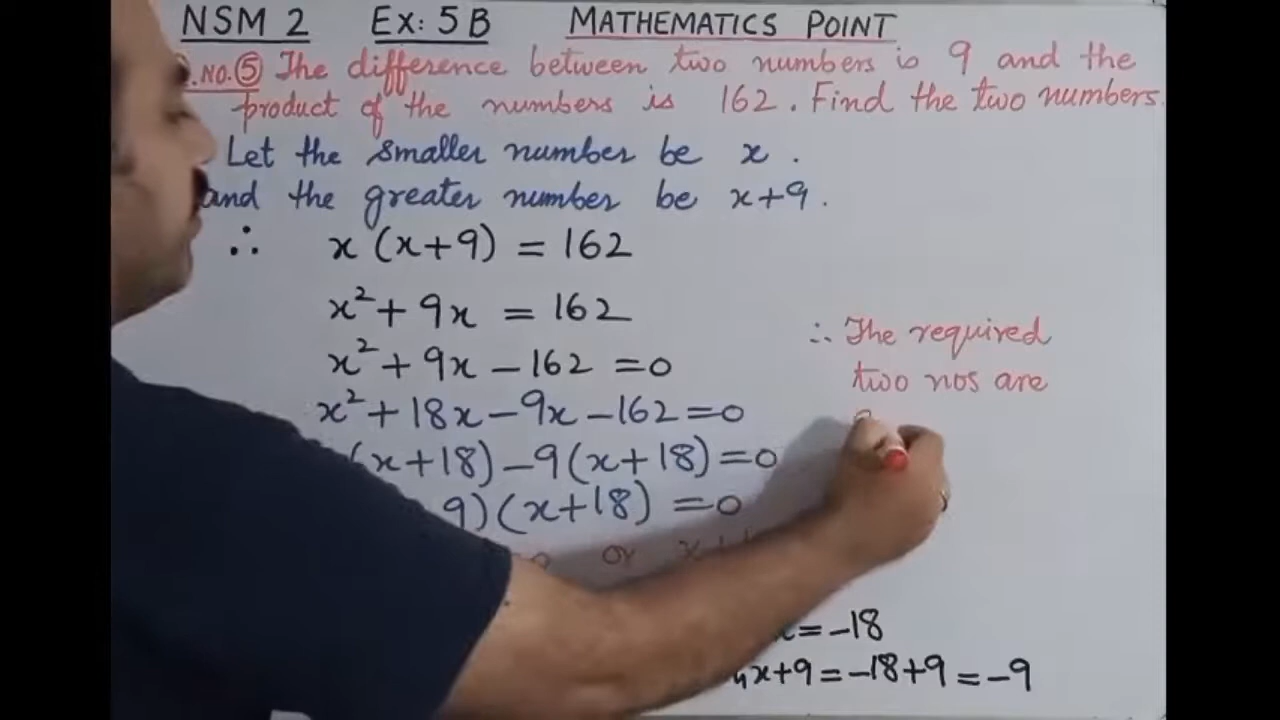 NSM 2 Ex: 5B MATHEMATICS POINT
.NO.⑤ The difference between two numbers is 9 and the
product of the numbers is 162. Find the two numbers.
Let the smaller number be x.
and the greater number be x+9.
∴ x(x+9) = 162
x²+9x = 162
x²+9x-162=0
∴ The required
two nos are
x²+18x-9x-162=0
(x+18)-9(x+18)=0
9)(x+18)=0
or
x=-18
x+9=-18+9=-9